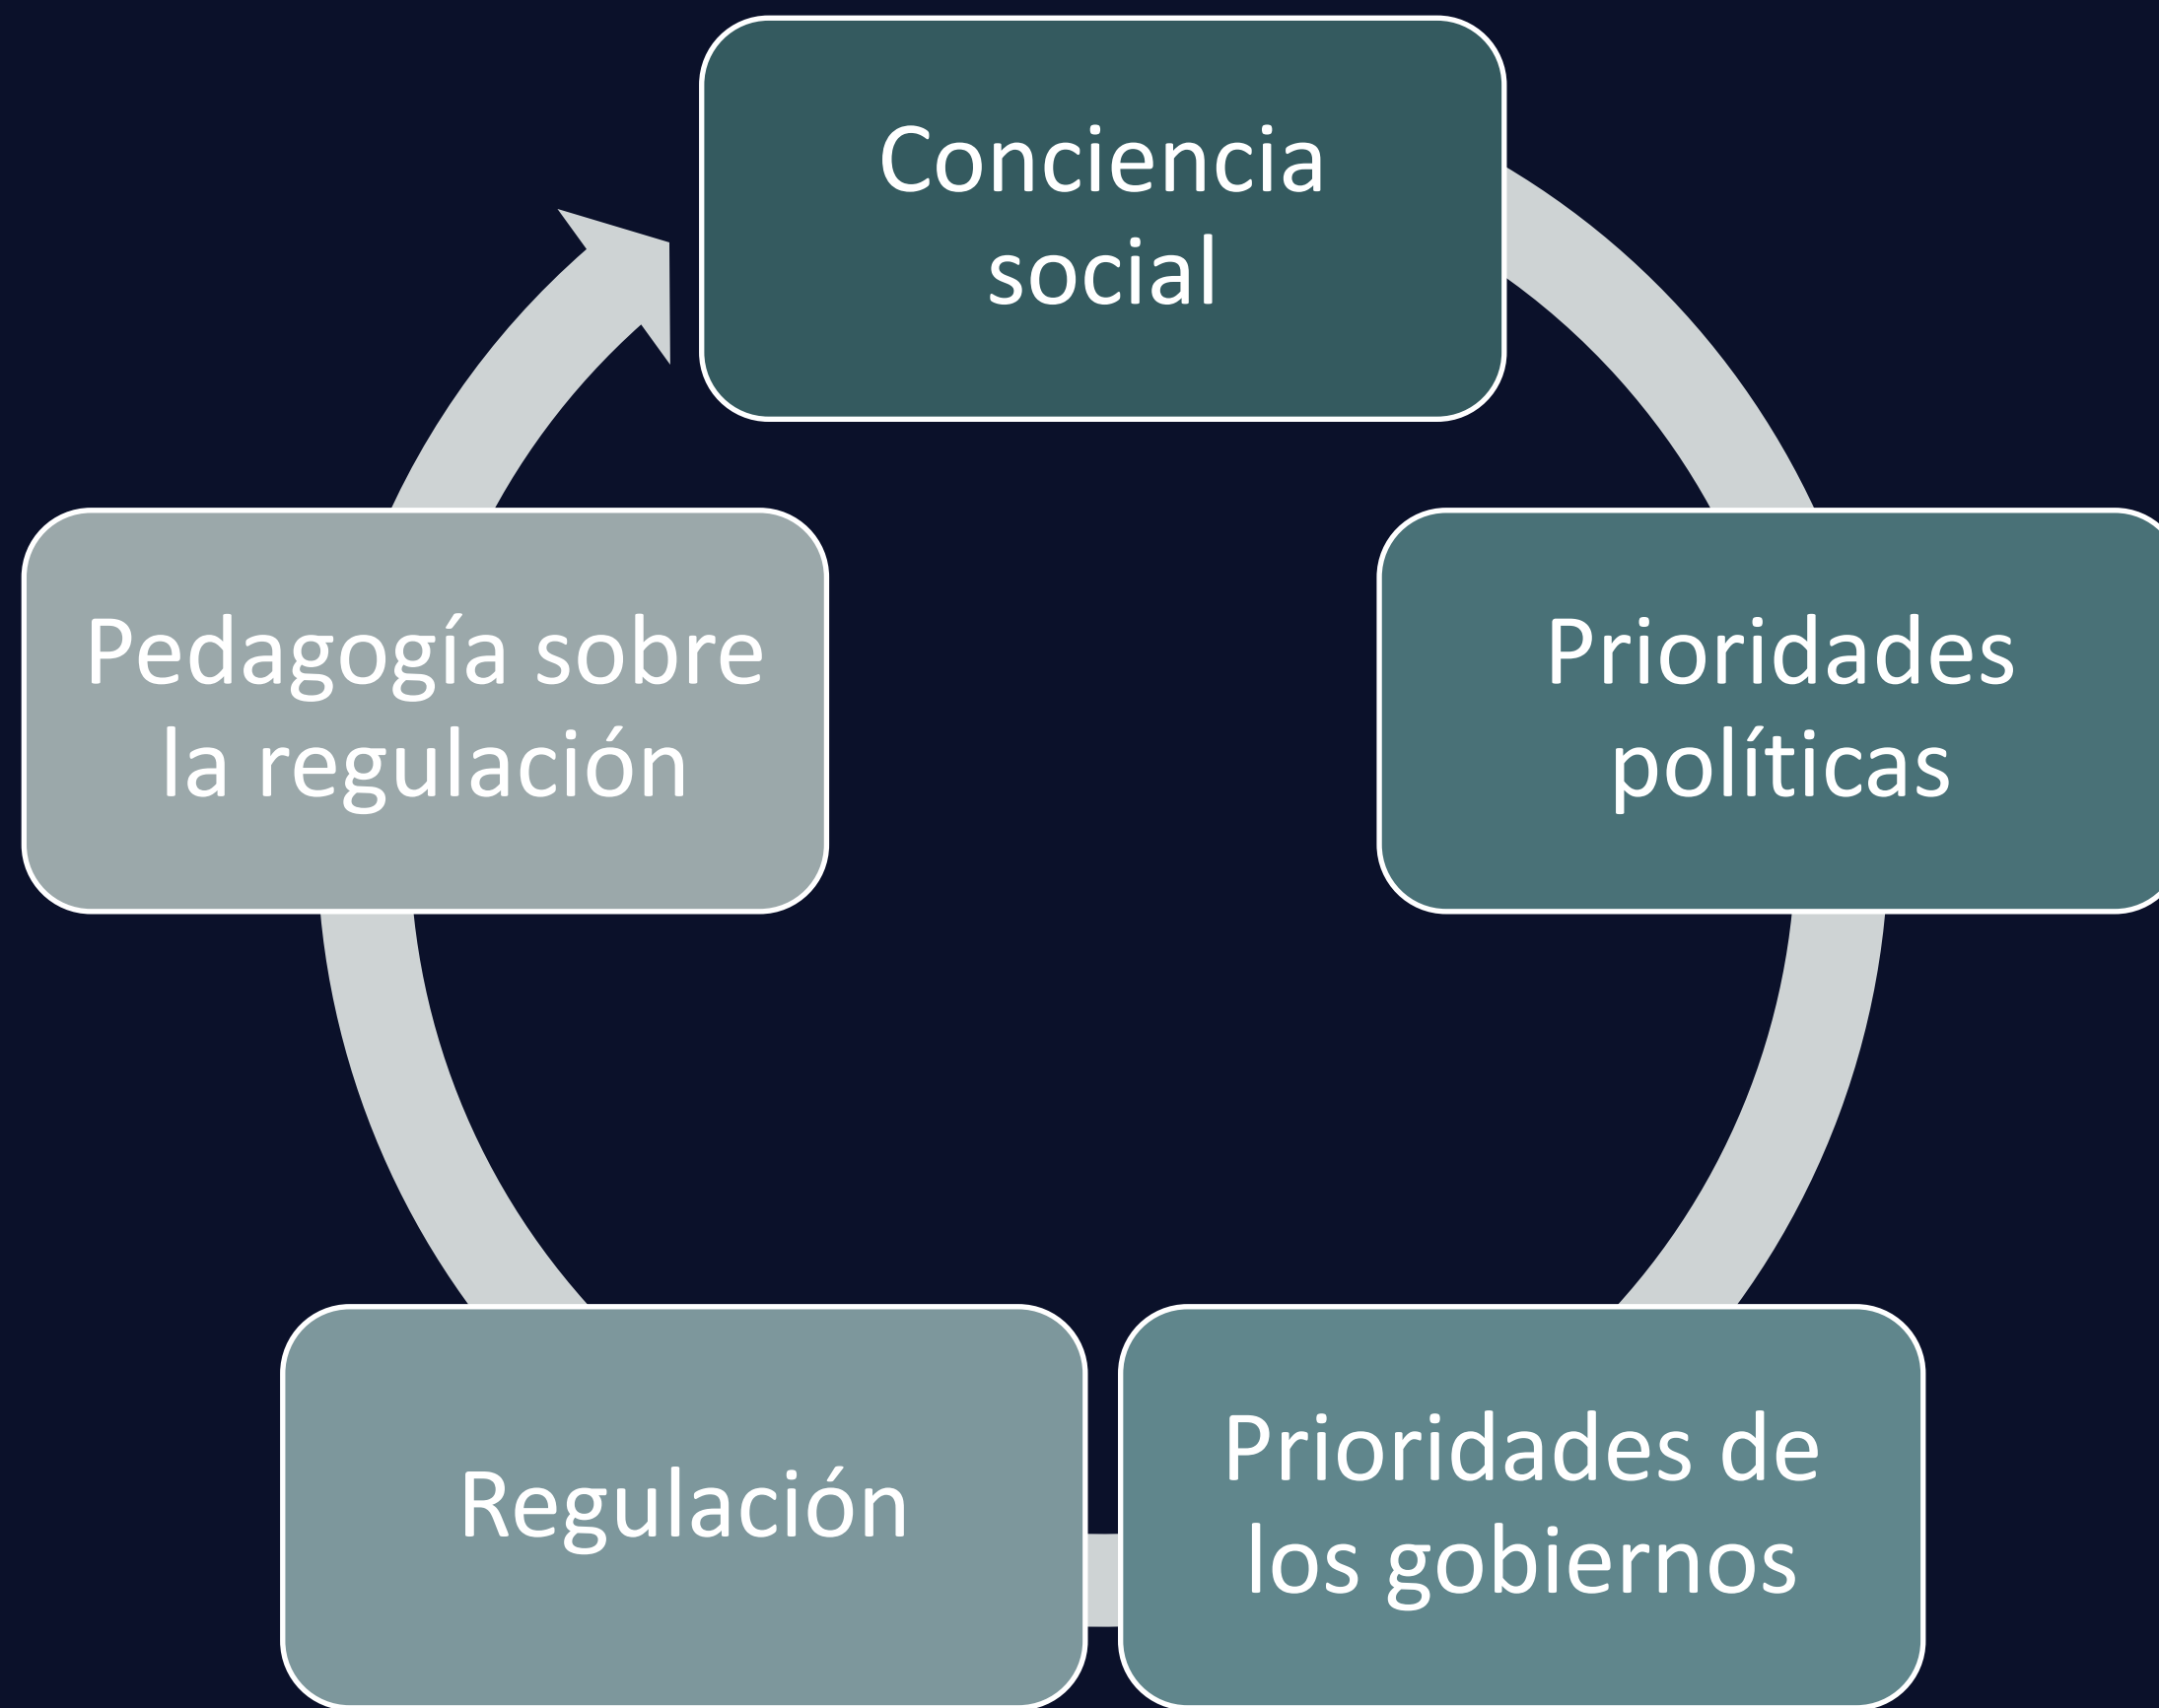 Conciencia
social
Prioridades
políticas
Prioridades de
los gobiernos
Regulación
Pedagogía sobre
la regulación